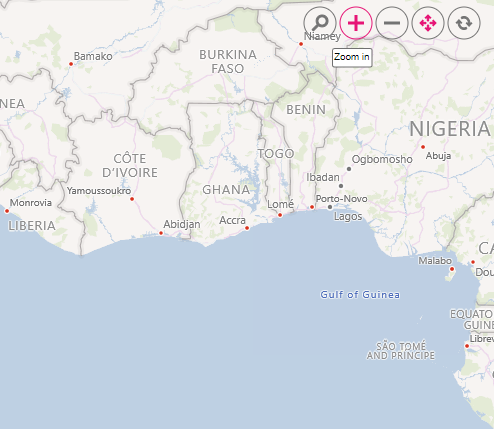 Niamey
Zoom in
Bamako
BURKINA
FASO
NEA
BENIN
NIGERIA
CÔTE
D'IVOIRE
TOGO
Ogbomosho
Abuja
Ibadan
Yamoussoukro
GHANA
Monrovia
LIBERIA
Abidjan
Accra
Lomé
Porto-Novo
Lagos
CA
Malabo
Dou
Gulf of Guinea
EQUATO
GUINE
Librev
SÃO TOMÉ
AND PRÍNCIPE